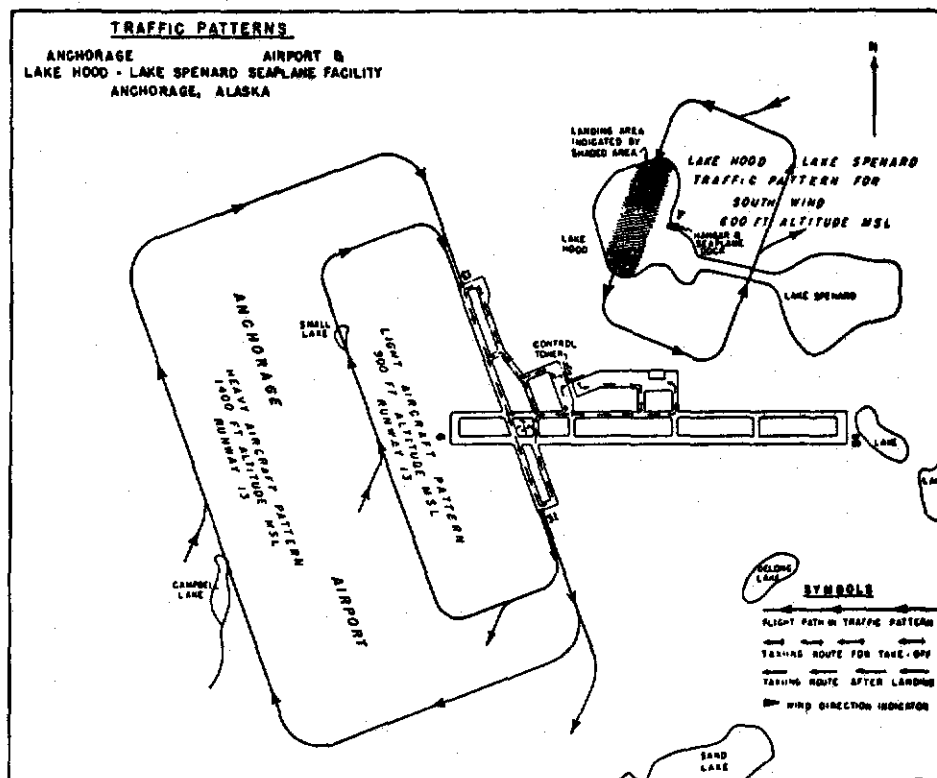 TRAFFIC PATTERNS
ANCHORAGE AIRPORT &
LAKE HOOD - LAKE SPENARD SEAPLANE FACILITY
ANCHORAGE, ALASKA
N
LANDING AREA
INDICATED BY
SHADED AREA
LAKE HOOD LAKE SPENARD
TRAFFIC PATTERN FOR
SOUTH WIND
600 FT ALTITUDE MSL
HANGAR &
SEAPLANE
DOCK
LAKE
HOOD
LAKE SPENARD
SMALL
LAKE
CONTROL
TOWER
ANCHORAGE
AIRPORT
HEAVY AIRCRAFT PATTERN
1400 FT ALTITUDE MSL
RUNWAY 13
LIGHT AIRCRAFT PATTERN
900 FT ALTITUDE MSL
RUNWAY 13
13
6
31
LAKE
CAMPBELL
LAKE
DELONG
LAKE
SAND
LAKE
SYMBOLS
FLIGHT PATH IN TRAFFIC PATTERN
TAXIING ROUTE FOR TAKE-OFF
TAXIING ROUTE AFTER LANDING
WIND DIRECTION INDICATOR